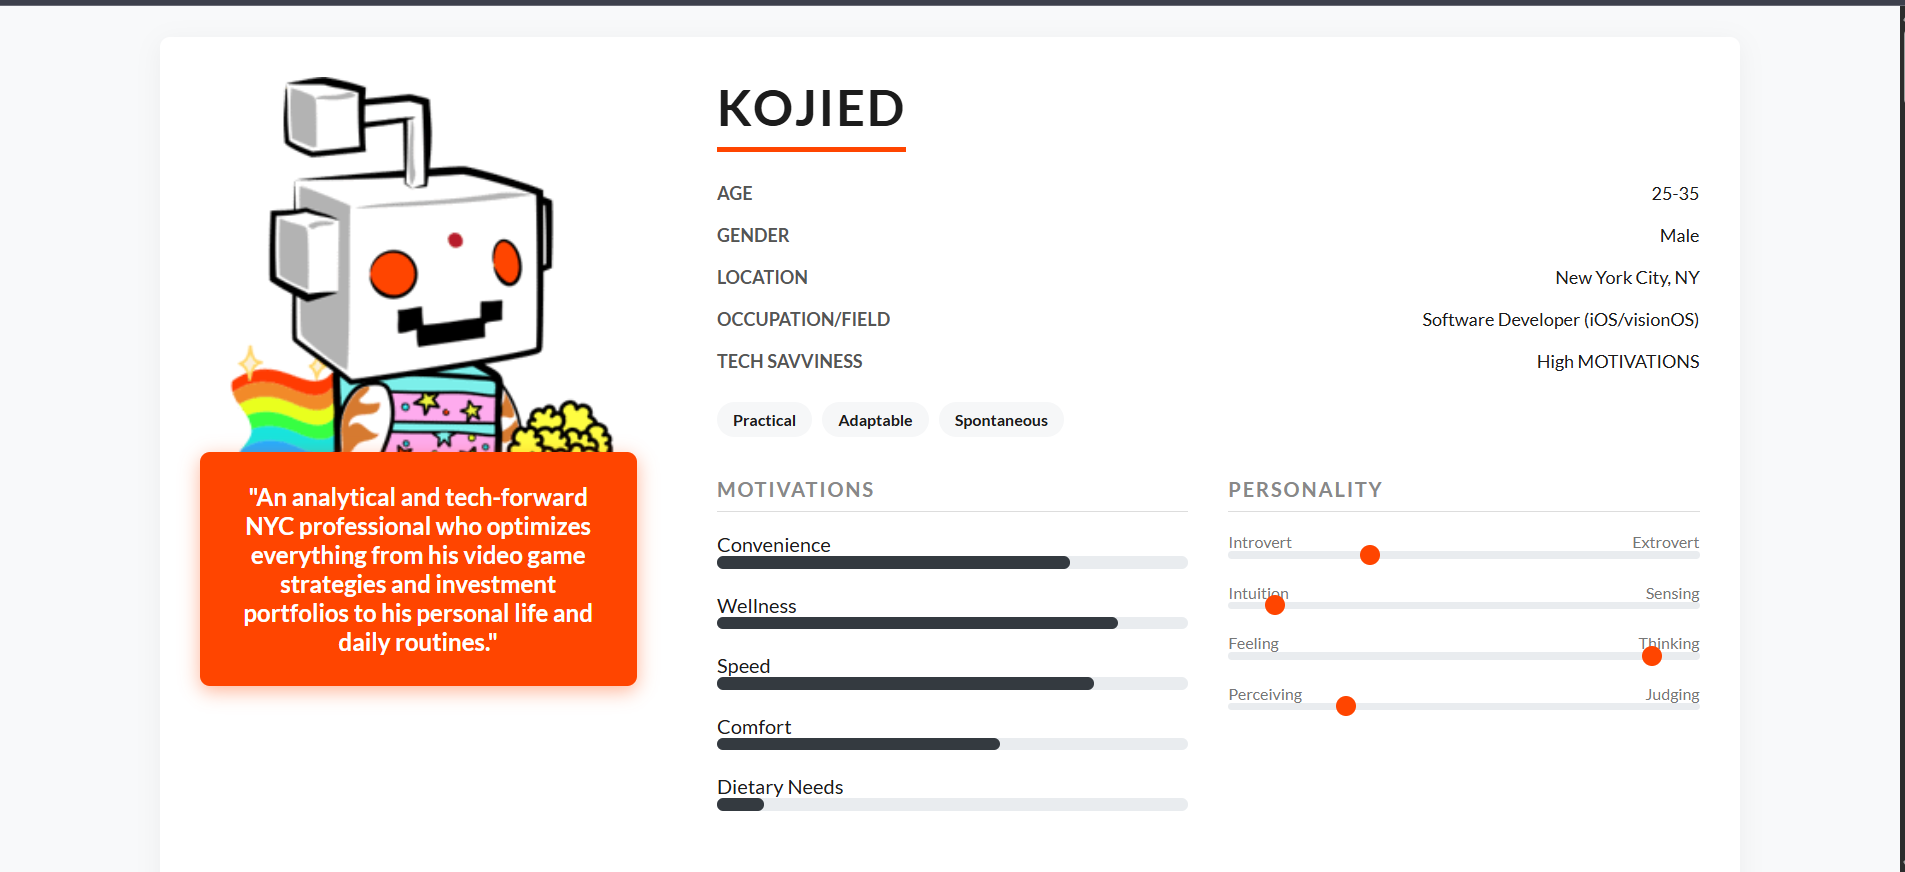 KOJIED
AGE 25-35
GENDER Male
LOCATION New York City, NY
OCCUPATION/FIELD Software Developer (iOS/visionOS)
TECH SAVVINESS High MOTIVATIONS
Practical Adaptable Spontaneous
"An analytical and tech-forward
NYC professional who optimizes
everything from his video game
strategies and investment
portfolios to his personal life and
daily routines."
MOTIVATIONS
Convenience
Wellness
Speed
Comfort
Dietary Needs
PERSONALITY
Introvert Extrovert
Intuition Sensing
Feeling Thinking
Perceiving Judging